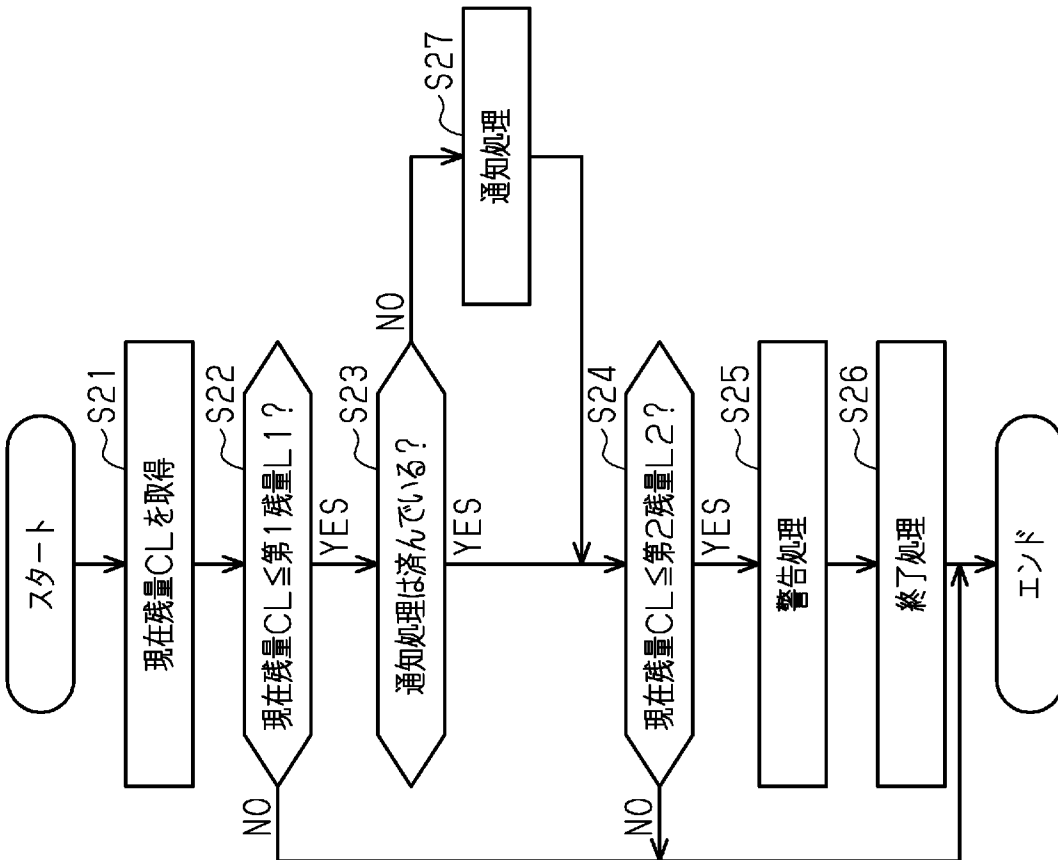 スタート
S21
現在残量CLを取得
S22
現在残量CL≦第1残量L1?
NO
YES
S23
通知処理は済んでいる?
NO
YES
S27
通知処理
S24
現在残量CL≦第2残量L2?
NO
YES
S25
警告処理
S26
終了処理
エンド